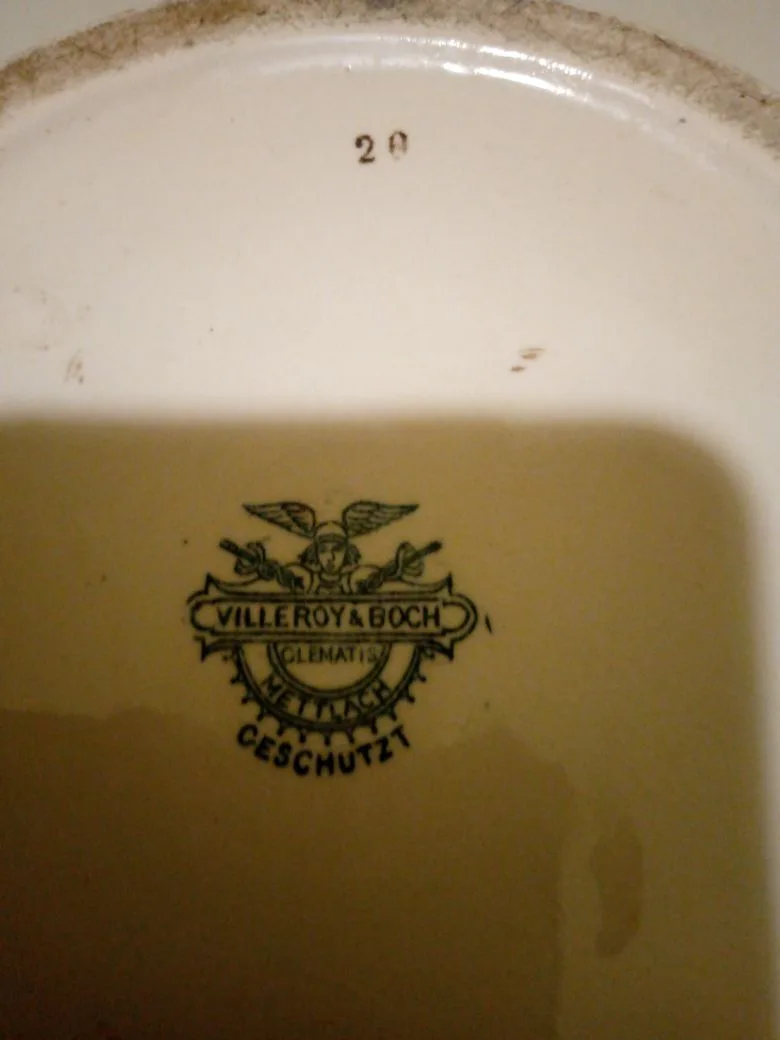 20
VILLEROY & BOCH
CLEMATIS
METTLACH
GESCHUTZT